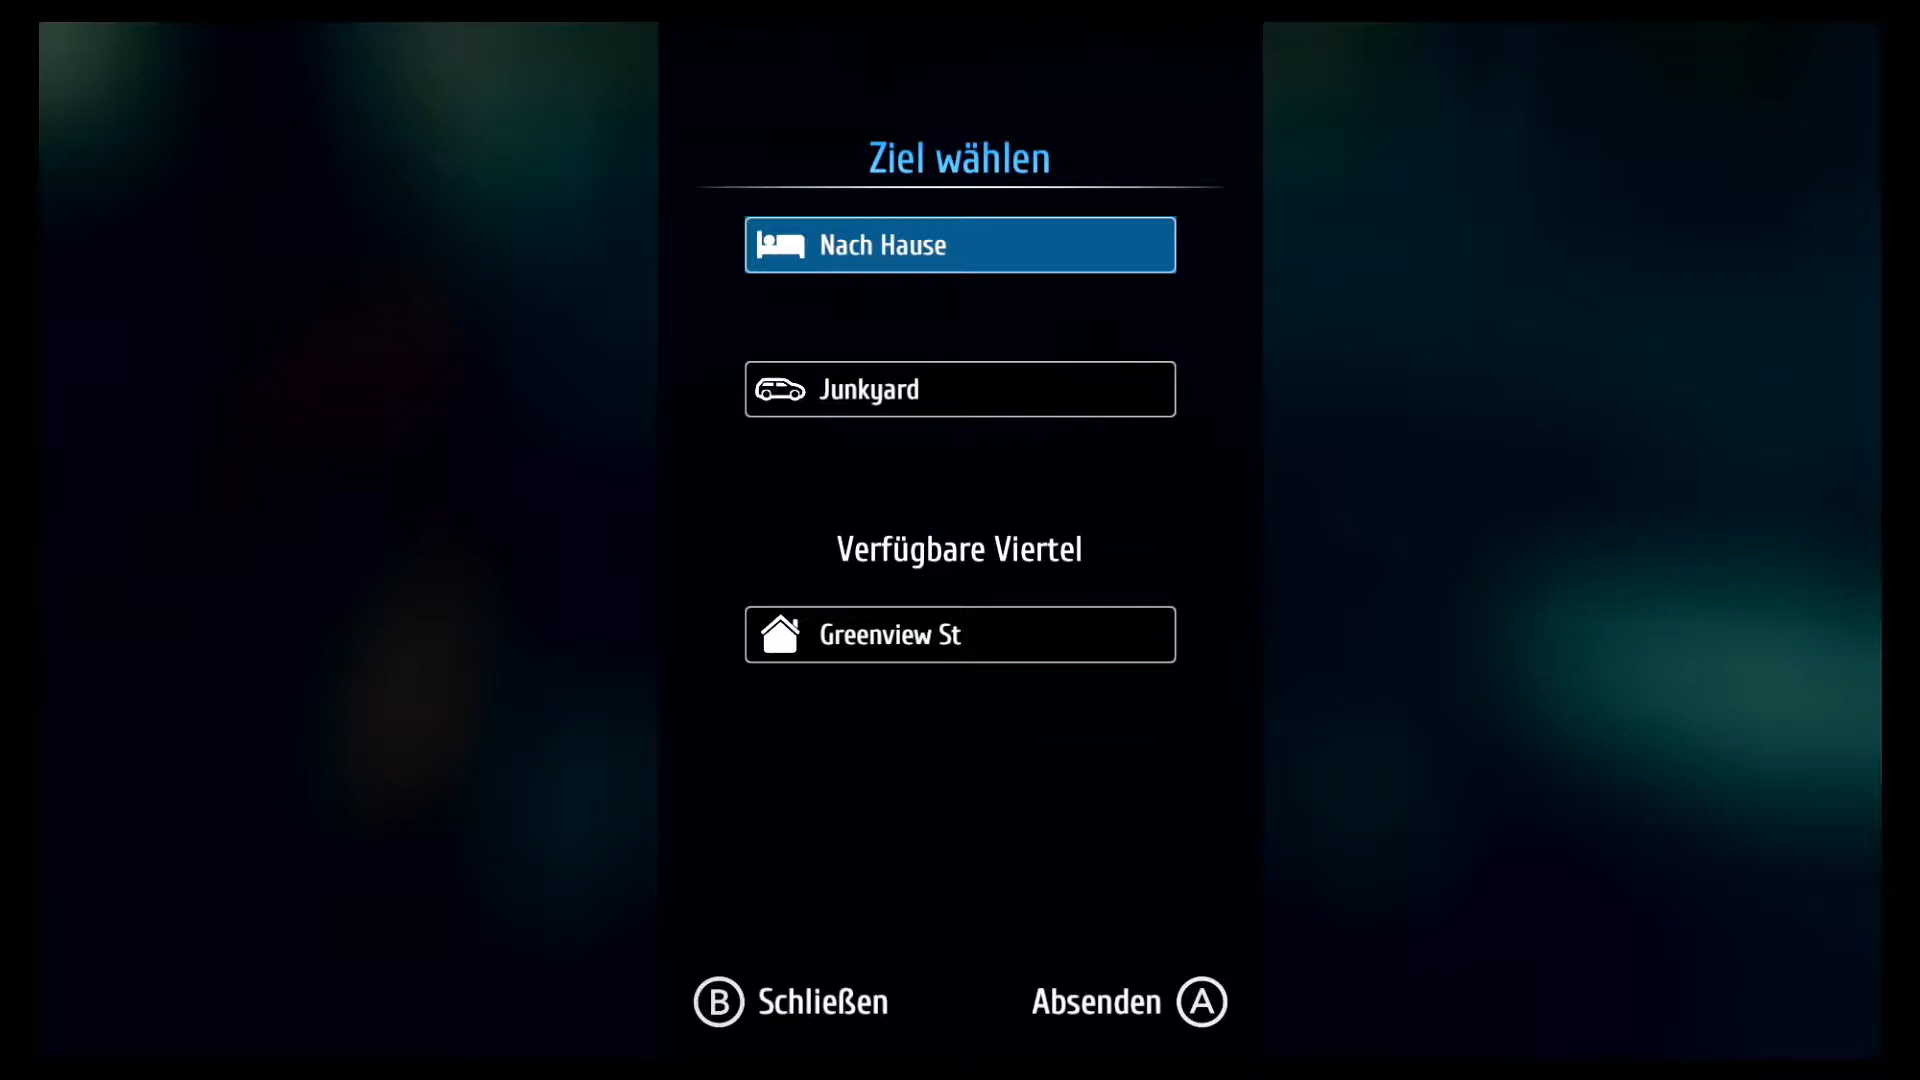 Ziel wählen
Nach Hause
Junkyard
Verfügbare Viertel
Greenview St
B Schließen
Absenden A